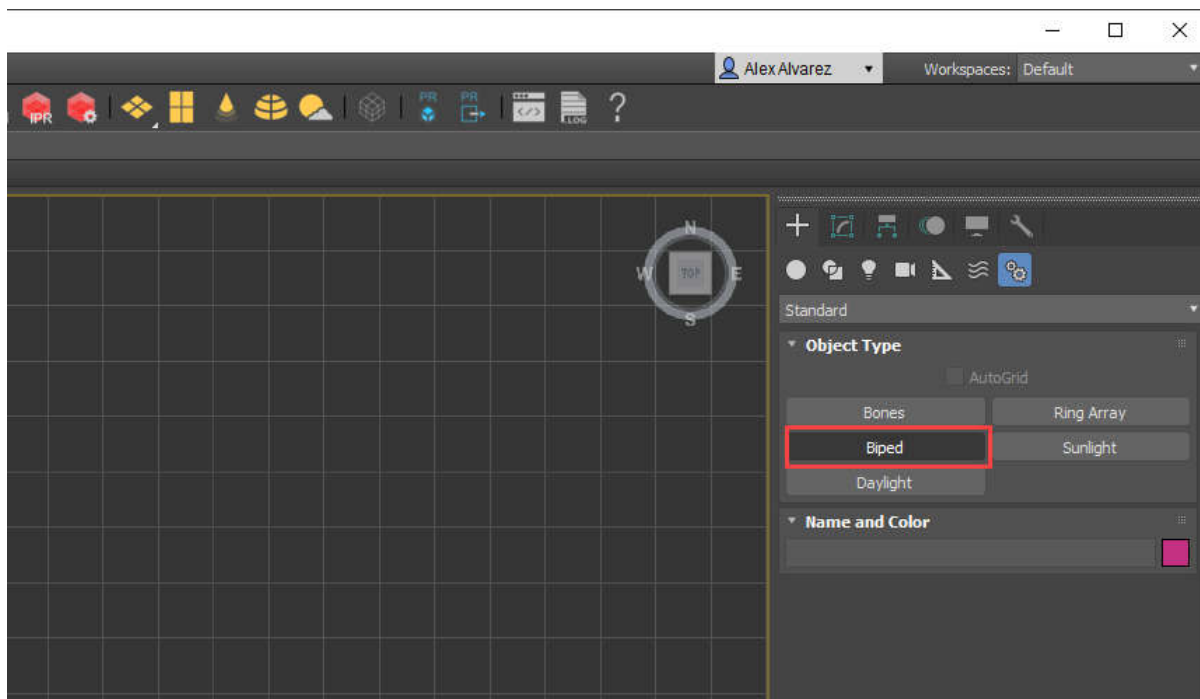 Alex Alvarez Workspaces: Default
IPR PR PR LOG ?
N
W TOP E
S
Standard
Object Type
AutoGrid
Bones Ring Array
Biped Sunlight
Daylight
Name and Color